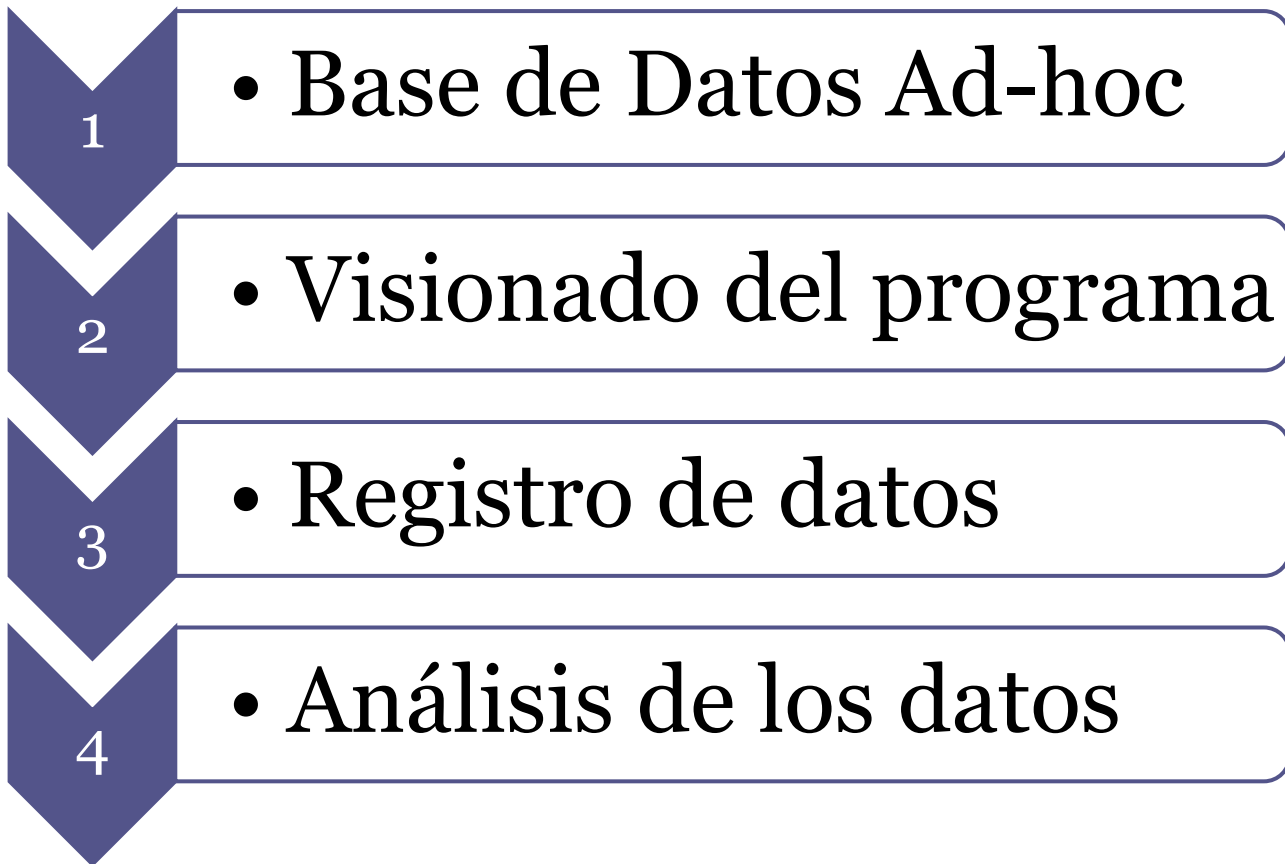 1
• Base de Datos Ad-hoc
2
• Visionado del programa
3
• Registro de datos
4
• Análisis de los datos